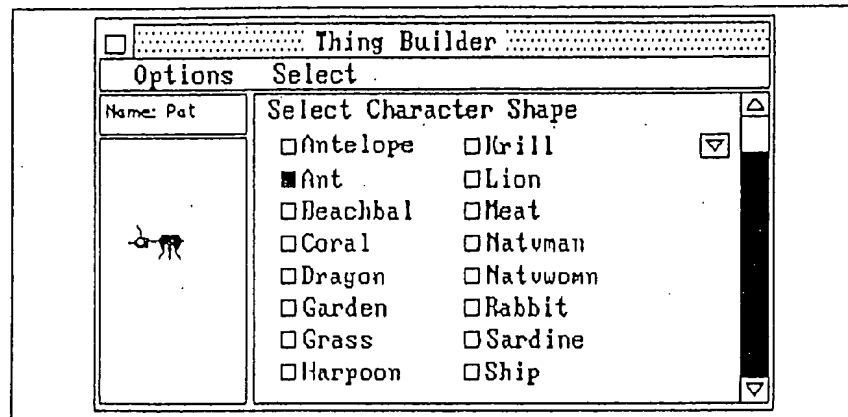 Thing Builder
Options Select
Name: Pat
Select Character Shape
Antelope Krill
Ant Lion
Beachbal Meat
Coral Natvman
Dragon Natvwomn
Garden Rabbit
Grass Sardine
Harpoon Ship